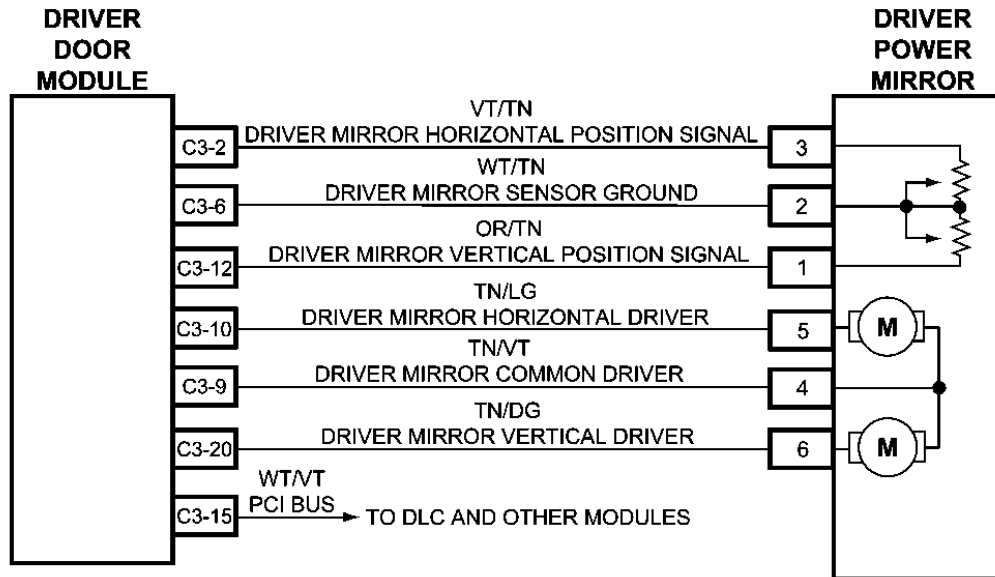 DRIVER
DOOR
MODULE
DRIVER
POWER
MIRROR
VT/TN
C3-2 DRIVER MIRROR HORIZONTAL POSITION SIGNAL 3
WT/TN
C3-6 DRIVER MIRROR SENSOR GROUND 2
OR/TN
C3-12 DRIVER MIRROR VERTICAL POSITION SIGNAL 1
TN/LG
C3-10 DRIVER MIRROR HORIZONTAL DRIVER 5 M
TN/VT
C3-9 DRIVER MIRROR COMMON DRIVER 4
TN/DG
C3-20 DRIVER MIRROR VERTICAL DRIVER 6 M
WT/VT
PCI BUS
C3-15 TO DLC AND OTHER MODULES